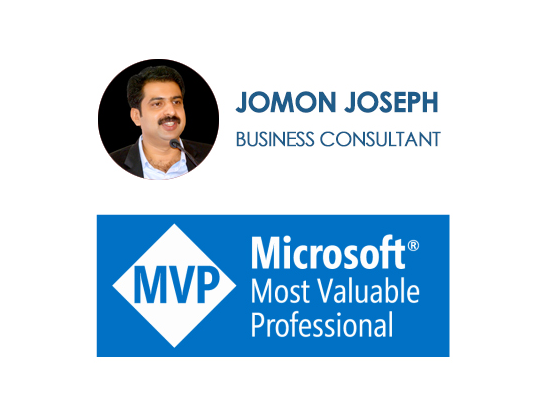 JOMON JOSEPH
BUSINESS CONSULTANT
MVP
Microsoft®
Most Valuable
Professional